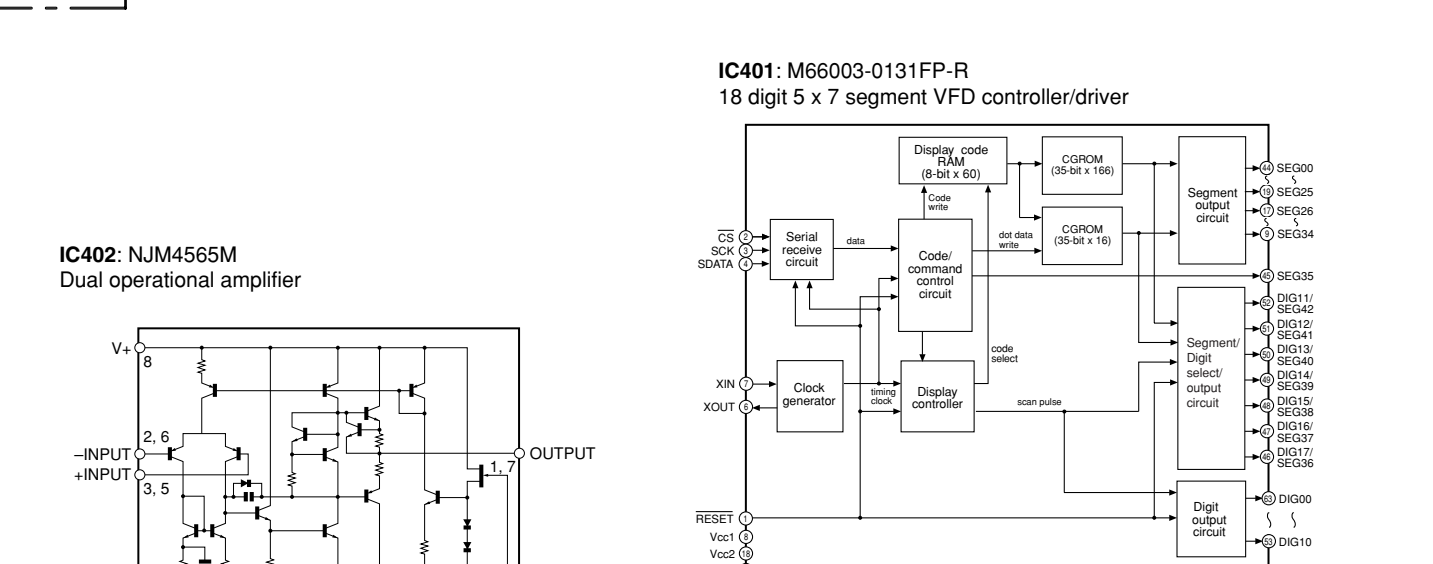 IC401: M66003-0131FP-R
18 digit 5 x 7 segment VFD controller/driver
Display code
RAM
(8-bit x 60)
CGROM
(35-bit x 166)
Segment
output
circuit
44 SEG00
19 SEG25
17 SEG26
9 SEG34
Code
write
CS 2
SCK 3
SDATA 4
Serial
receive
circuit
data
Code/
command
control
circuit
dot data
write
CGROM
(35-bit x 16)
45 SEG35
52 DIG11/
SEG42
51 DIG12/
SEG41
50 DIG13/
SEG40
49 DIG14/
SEG39
48 DIG15/
SEG38
47 DIG16/
SEG37
46 DIG17/
SEG36
Segment/
Digit
select/
output
circuit
code
select
XIN 7
XOUT 6
Clock
generator
timing
clock
Display
controller
scan pulse
Digit
output
circuit
63 DIG00
53 DIG10
RESET 1
Vcc1 8
Vcc2 18
IC402: NJM4565M
Dual operational amplifier
V+
8
2, 6
–INPUT
+INPUT
3, 5
OUTPUT
1, 7